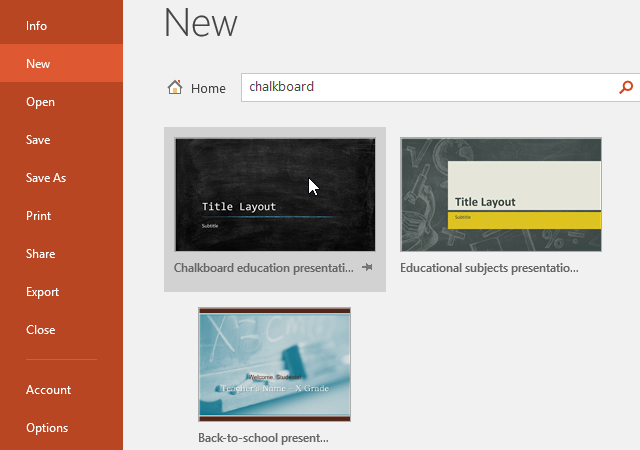 New
Info
New
Open
Save
Save As
Print
Share
Export
Close
Account
Options
Home
chalkboard
Title Layout
Subtitle
Chalkboard education presentati...
Title Layout
Subtitle
Educational subjects presentatio...
Welcome, Students!
Teacher's Name – X Grade
Back-to-school present...